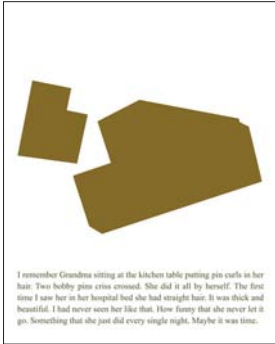 I remember Grandma sitting at the kitchen table putting pin curls in her
hair. Two bobby pins criss crossed. She did it all by herself. The first
time I saw her in her hospital bed she had straight hair. It was thick and
beautiful. I had never seen her like that. How funny that she never let it
go. Something that she just did every single night. Maybe it was time.